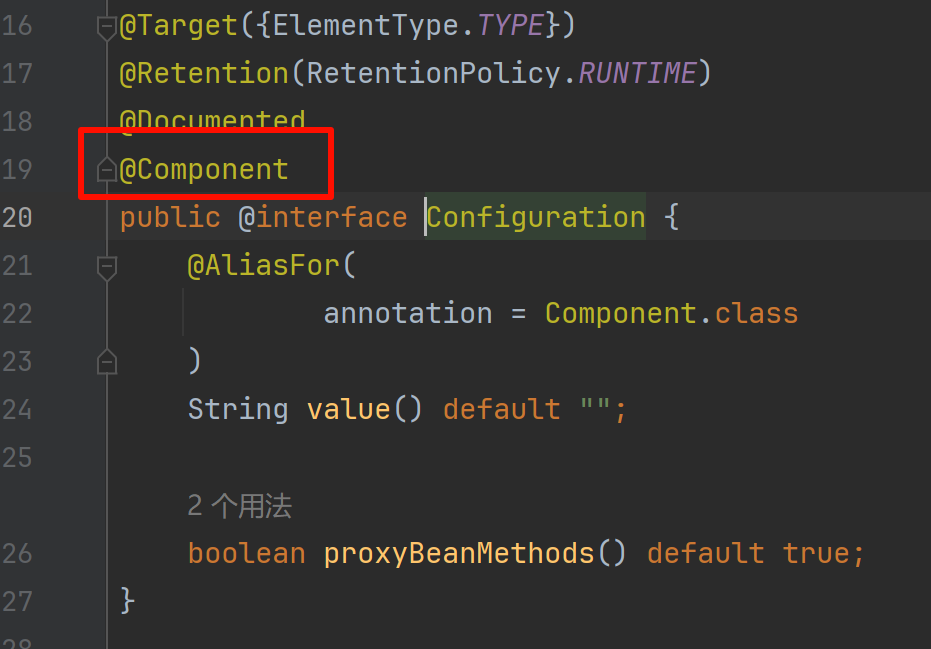 16 @Target({ElementType.TYPE})
17 @Retention(RetentionPolicy.RUNTIME)
18 @Documented
19 @Component
20 public @interface Configuration {
21 @AliasFor(
22 annotation = Component.class
23 )
24 String value() default "";
25
2 个用法
26 boolean proxyBeanMethods() default true;
27 }
28